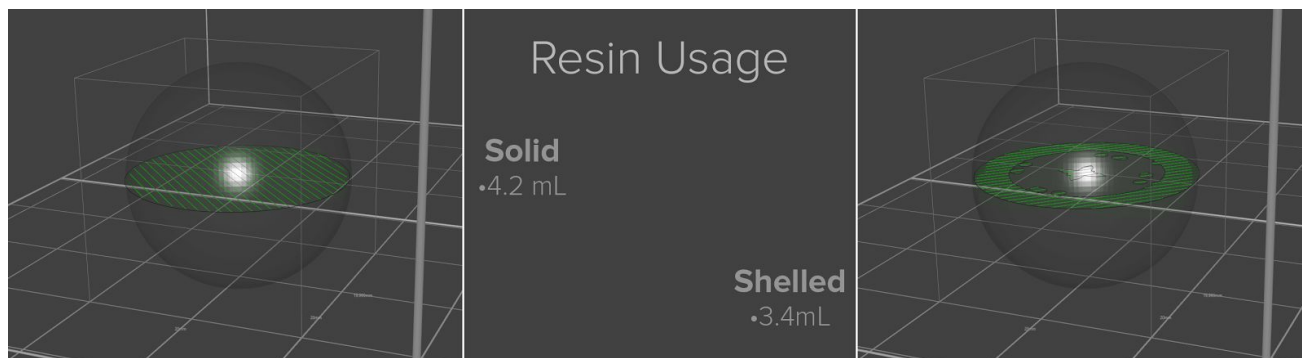 Resin Usage
Solid
•4.2 mL
Shelled
•3.4mL